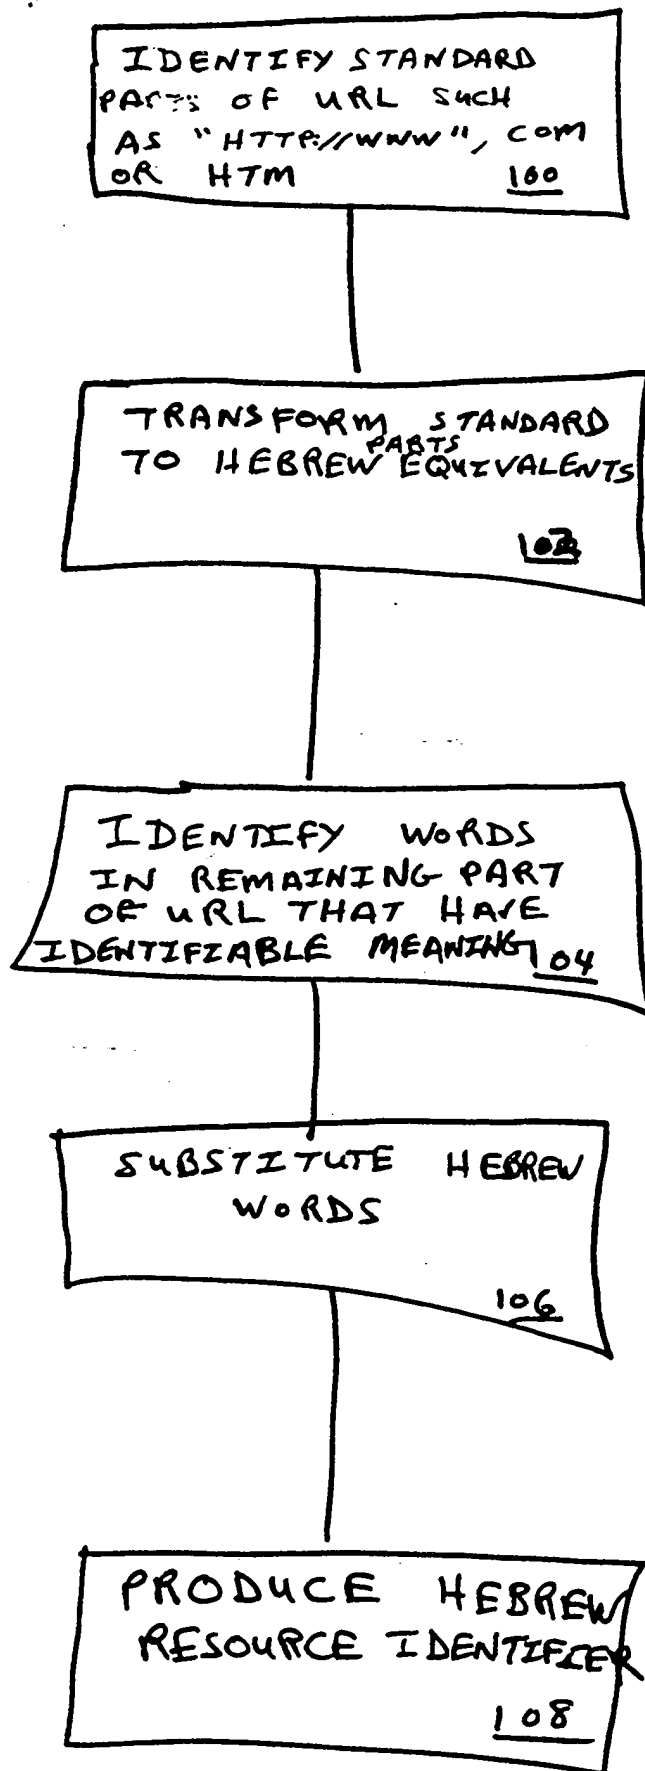 IDENTIFY STANDARD
PARTS OF URL SUCH
AS "HTTP://WWW", COM
OR HTM 100
TRANSFORM STANDARD
PARTS
TO HEBREW EQUIVALENTS
102
IDENTIFY WORDS
IN REMAINING PART
OF URL THAT HAVE
IDENTIFIABLE MEANING 104
SUBSTITUTE HEBREW
WORDS
106
PRODUCE HEBREW
RESOURCE IDENTIFIER
108